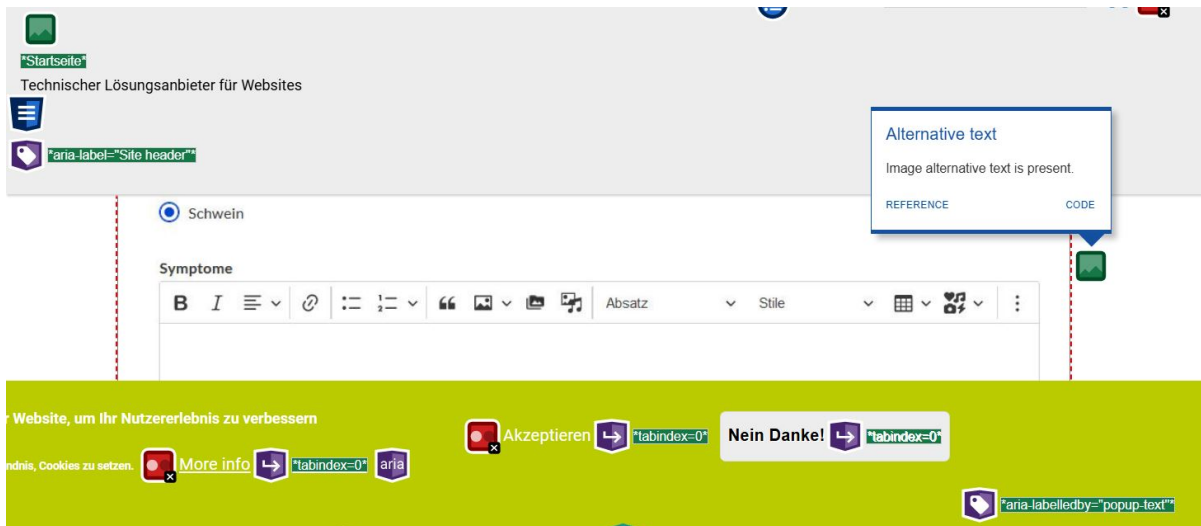 *Startseite*
Technischer Lösungsanbieter für Websites
*aria-label="Site header"*
Alternative text
Image alternative text is present.
REFERENCE CODE
Schwein
Symptome
B I Absatz Stile
r Website, um Ihr Nutzererlebnis zu verbessern
Akzeptieren *tabindex=0* Nein Danke! *tabindex=0*
ndnis, Cookies zu setzen. More info *tabindex=0* aria
*aria-labelledby="popup-text"*